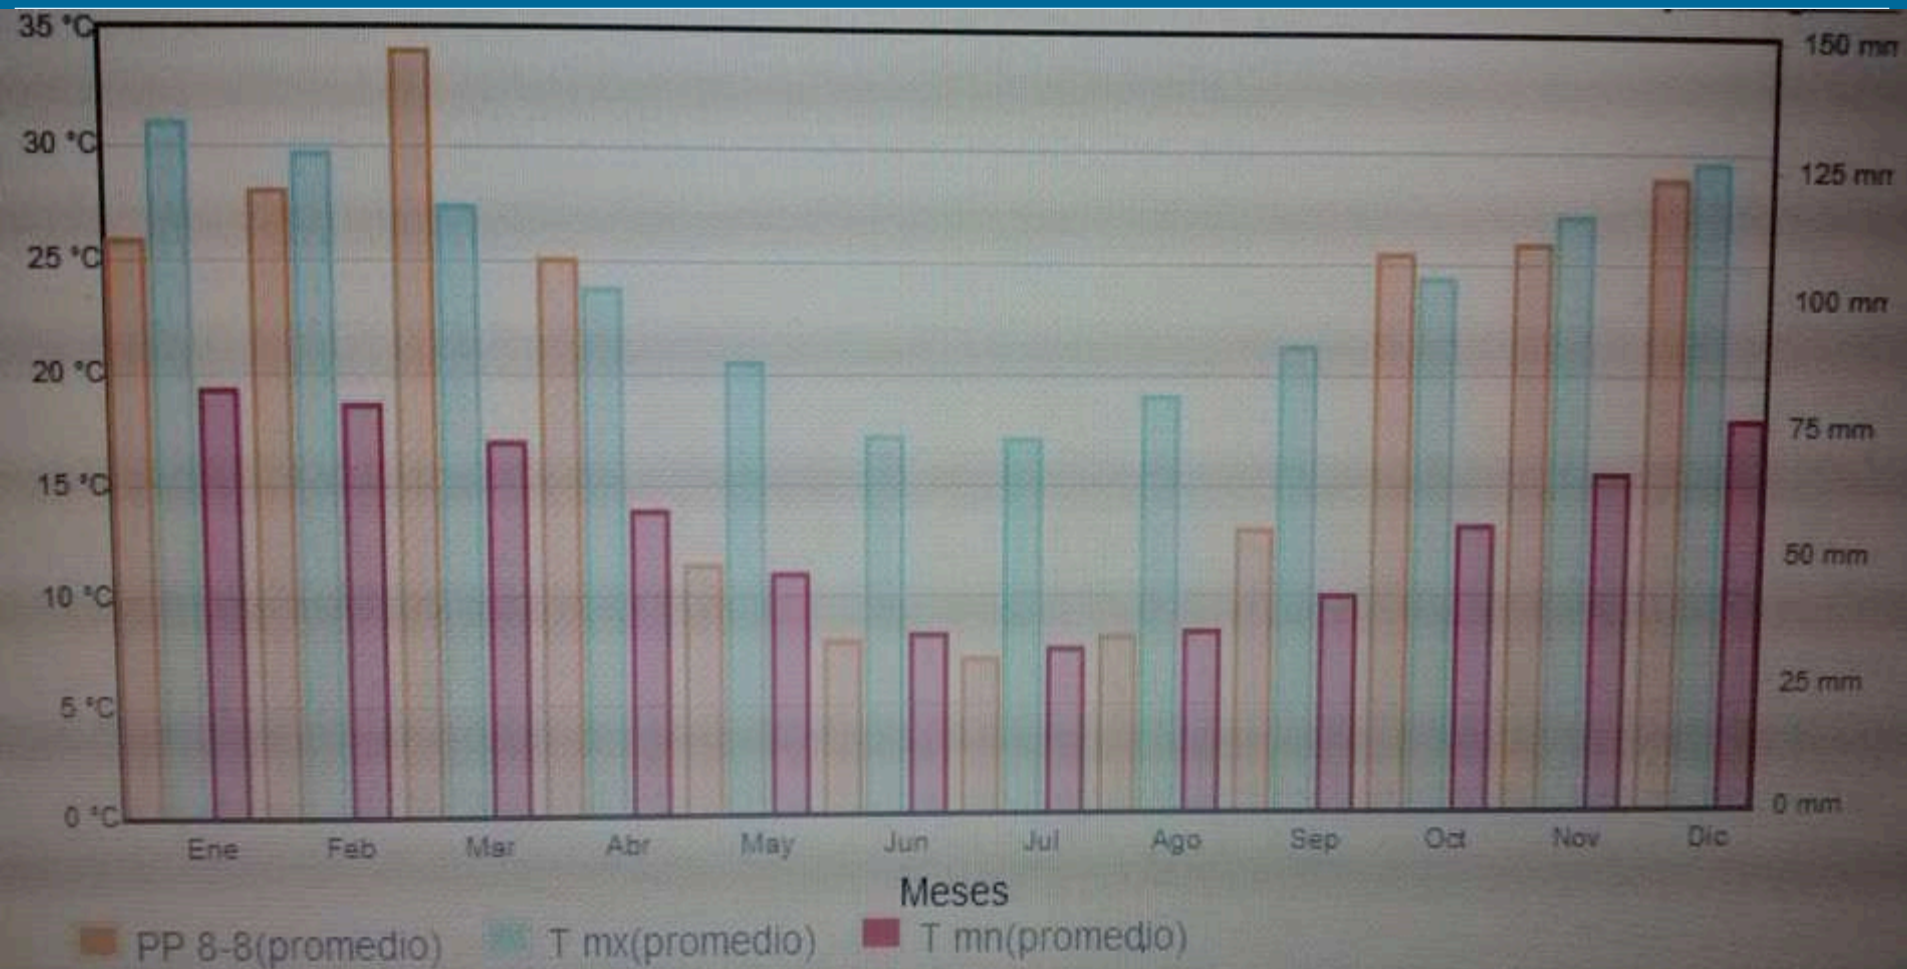 35 °C
30 °C
25 °C
20 °C
15 °C
10 °C
5 °C
0 °C
150 mm
125 mm
100 mm
75 mm
50 mm
25 mm
0 mm
Ene Feb Mar Abr May Jun Jul Ago Sep Oct Nov Dic
Meses
PP 8-8(promedio) T mx(promedio) T mn(promedio)